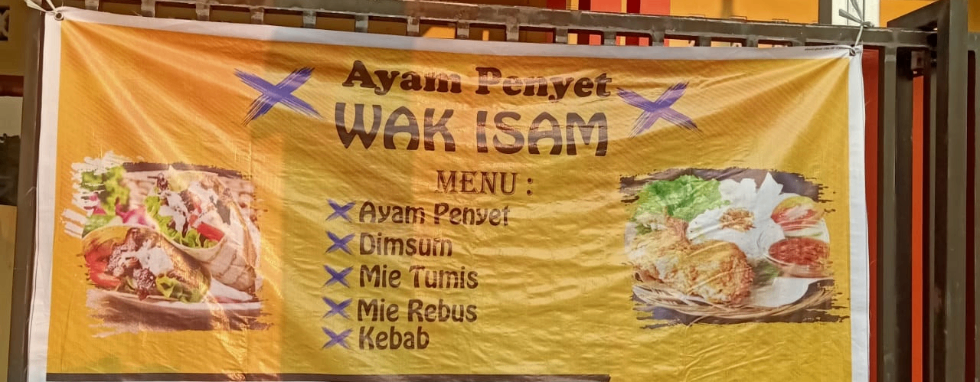 Ayam Penyet
WAK ISAM
MENU :
Ayam Penyet
Dimsum
Mie Tumis
Mie Rebus
Kebab